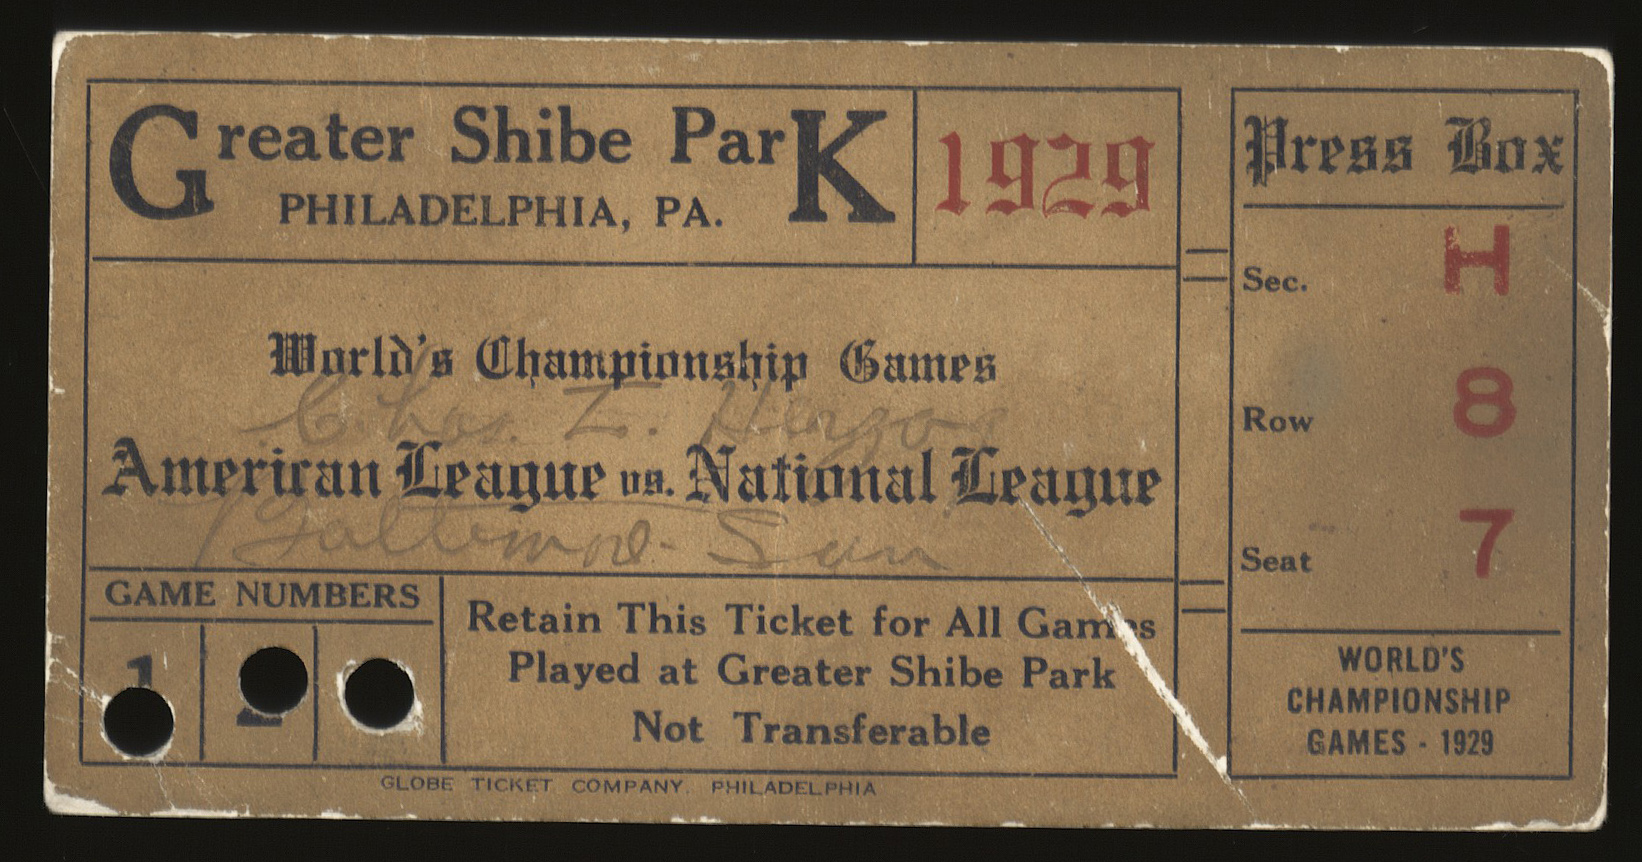 Greater Shibe ParK
PHILADELPHIA, PA.
1929
World's Championship Games
Chas. Z. Herzog
American League vs. National League
Baltimore Sun
GAME NUMBERS
1 2
Retain This Ticket for All Games
Played at Greater Shibe Park
Not Transferable
GLOBE TICKET COMPANY, PHILADELPHIA
Press Box
Sec. H
Row 8
Seat 7
WORLD'S
CHAMPIONSHIP
GAMES - 1929